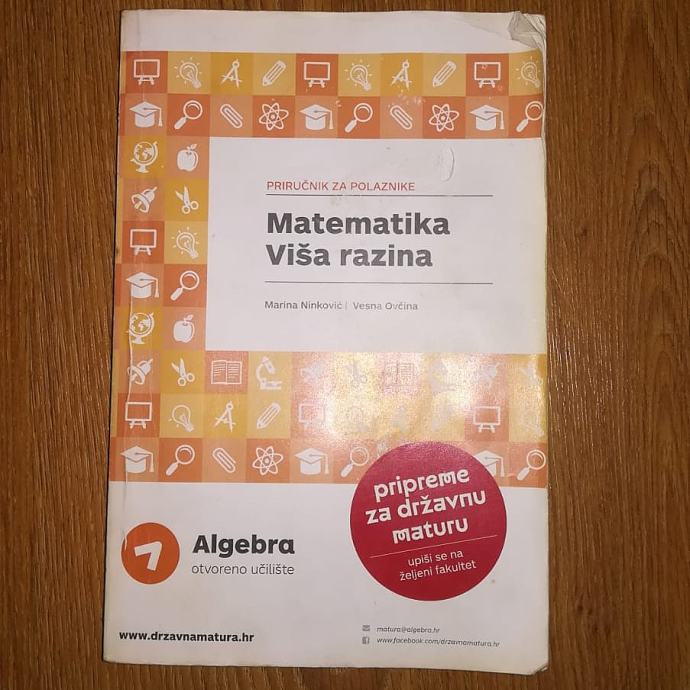 PRIRUČNIK ZA POLAZNIKE
Matematika
Viša razina
Marina Ninković | Vesna Ovčina
pripreme
za državnu
maturu
upiši se na
željeni fakultet
Algebra
otvoreno učilište
www.drzavnamatura.hr
matura@algebra.hr
www.facebook.com/drzavnamatura.hr